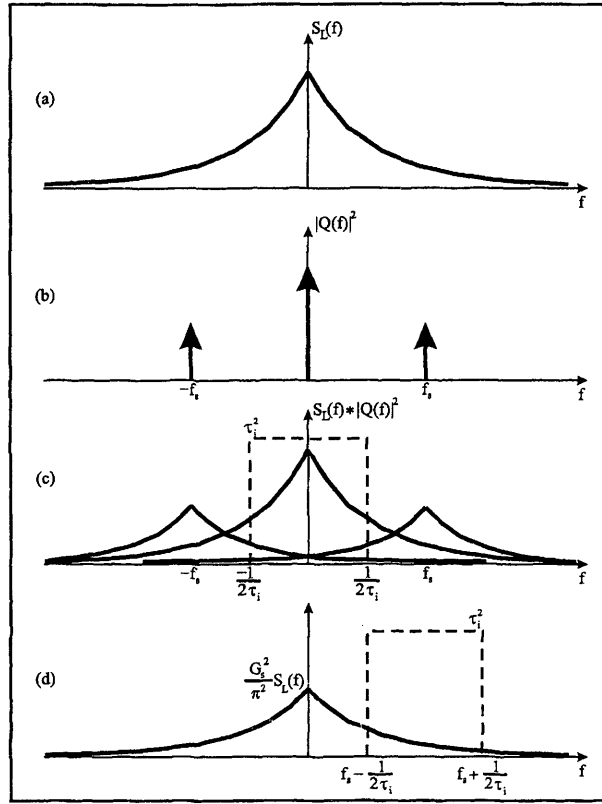 S_L(f)
(a)
f
|Q(f)|²
(b)
−f_s
f_s
f
S_L(f)*|Q(f)|²
τ_i²
(c)
−f_s
-1/2τ_i
1/2τ_i
f_s
f
τ_i²
(d)
G_s²/π² S_L(f)
f_s − 1/2τ_i
f_s + 1/2τ_i
f